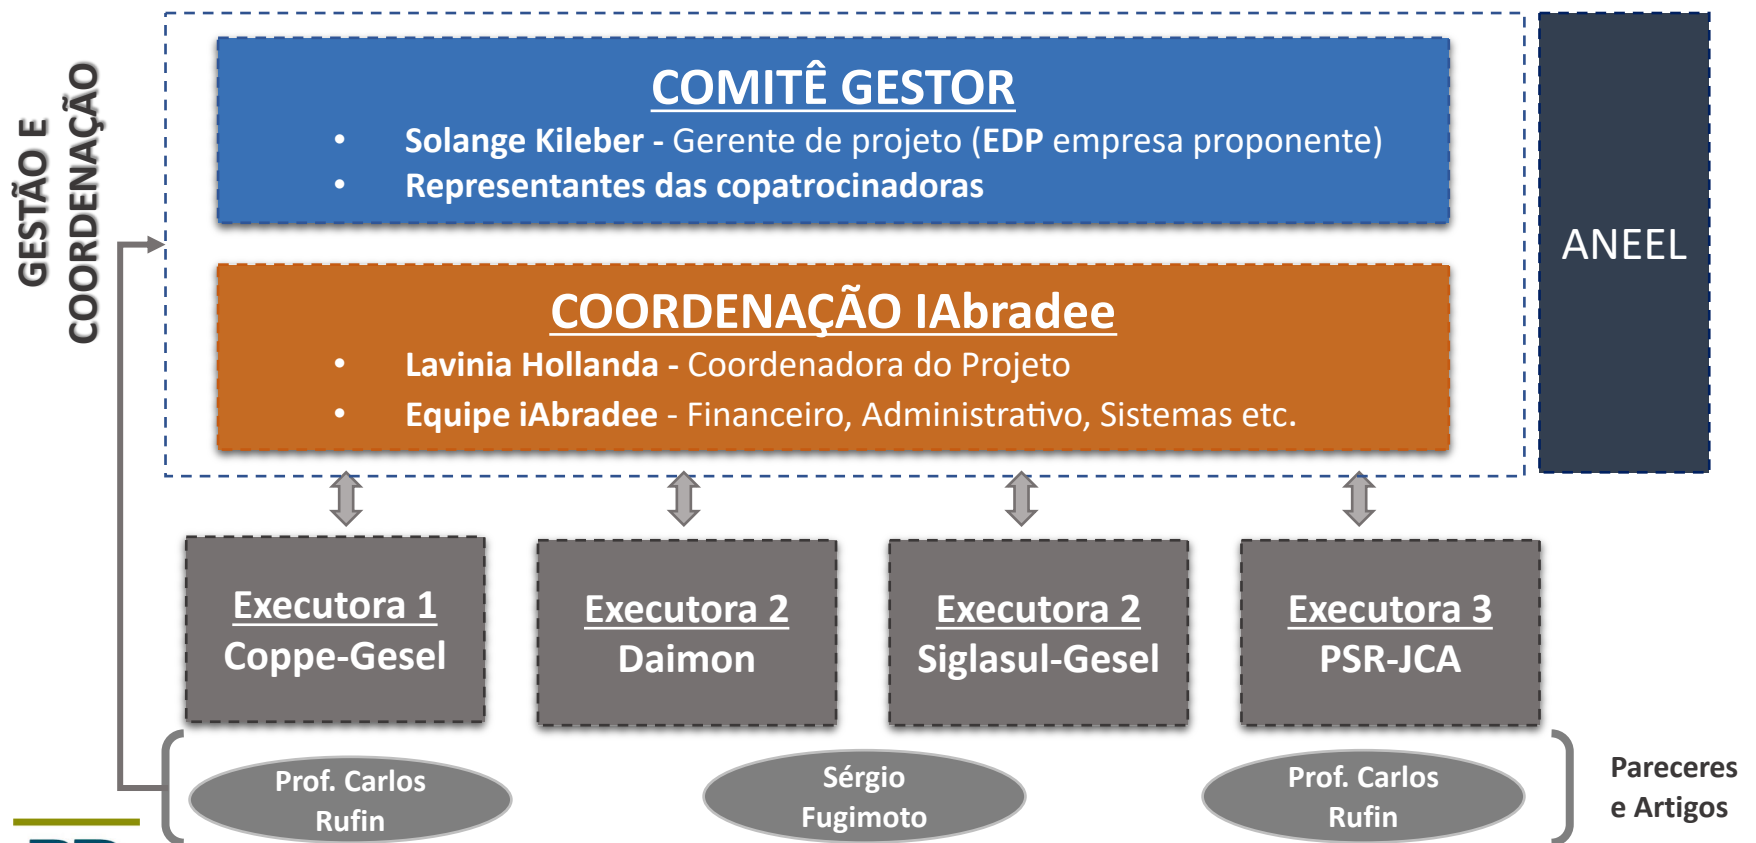 GESTÃO E
COORDENAÇÃO
COMITÊ GESTOR
• Solange Kileber - Gerente de projeto (EDP empresa proponente)
• Representantes das copatrocinadoras
COORDENAÇÃO IAbradee
• Lavinia Hollanda - Coordenadora do Projeto
• Equipe iAbradee - Financeiro, Administrativo, Sistemas etc.
ANEEL
Executora 1
Coppe-Gesel
Executora 2
Daimon
Executora 2
Siglasul-Gesel
Executora 3
PSR-JCA
Prof. Carlos
Rufin
Sérgio
Fugimoto
Prof. Carlos
Rufin
Pareceres
e Artigos